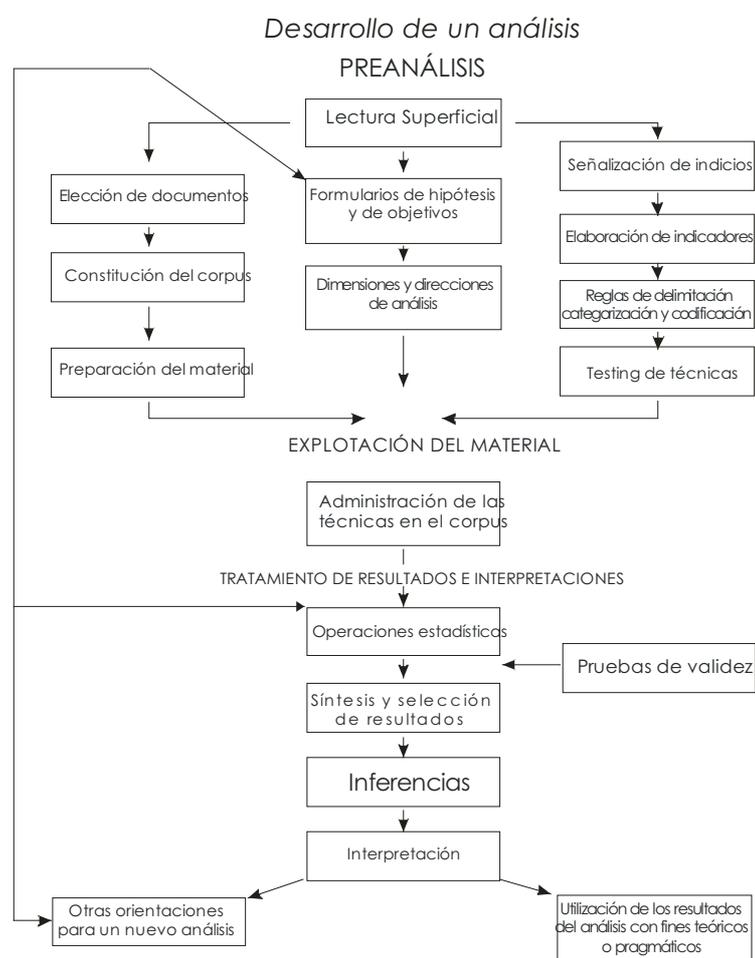 Desarrollo de un análisis
PREANÁLISIS
Lectura Superficial
Elección de documentos
Constitución del corpus
Preparación del material
Formularios de hipótesis
y de objetivos
Dimensiones y direcciones
de análisis
Señalización de indicios
Elaboración de indicadores
Reglas de delimitación
categorización y codificación
Testing de técnicas
EXPLOTACIÓN DEL MATERIAL
Administración de las
técnicas en el corpus
TRATAMIENTO DE RESULTADOS E INTERPRETACIONES
Operaciones estadísticas
Pruebas de validez
Síntesis y selección
de resultados
Inferencias
Interpretación
Otras orientaciones
para un nuevo análisis
Utilización de los resultados
del análisis con fines teóricos
o pragmáticos